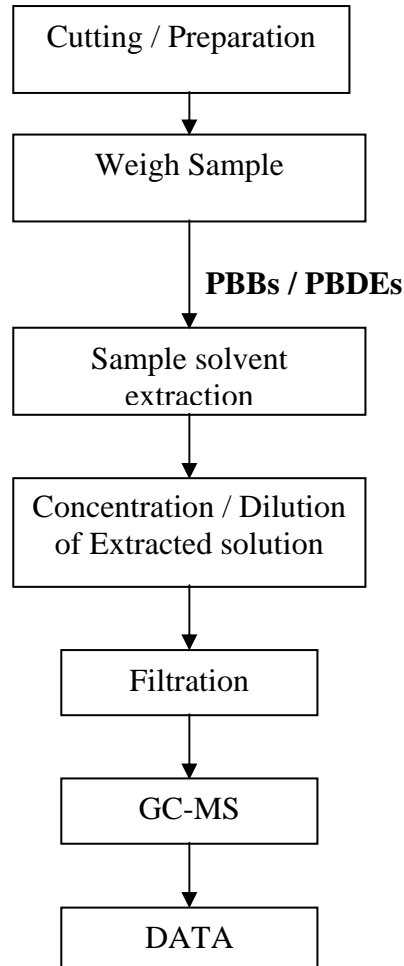 Cutting / Preparation
Weigh Sample
PBBs / PBDEs
Sample solvent
extraction
Concentration / Dilution
of Extracted solution
Filtration
GC-MS
DATA